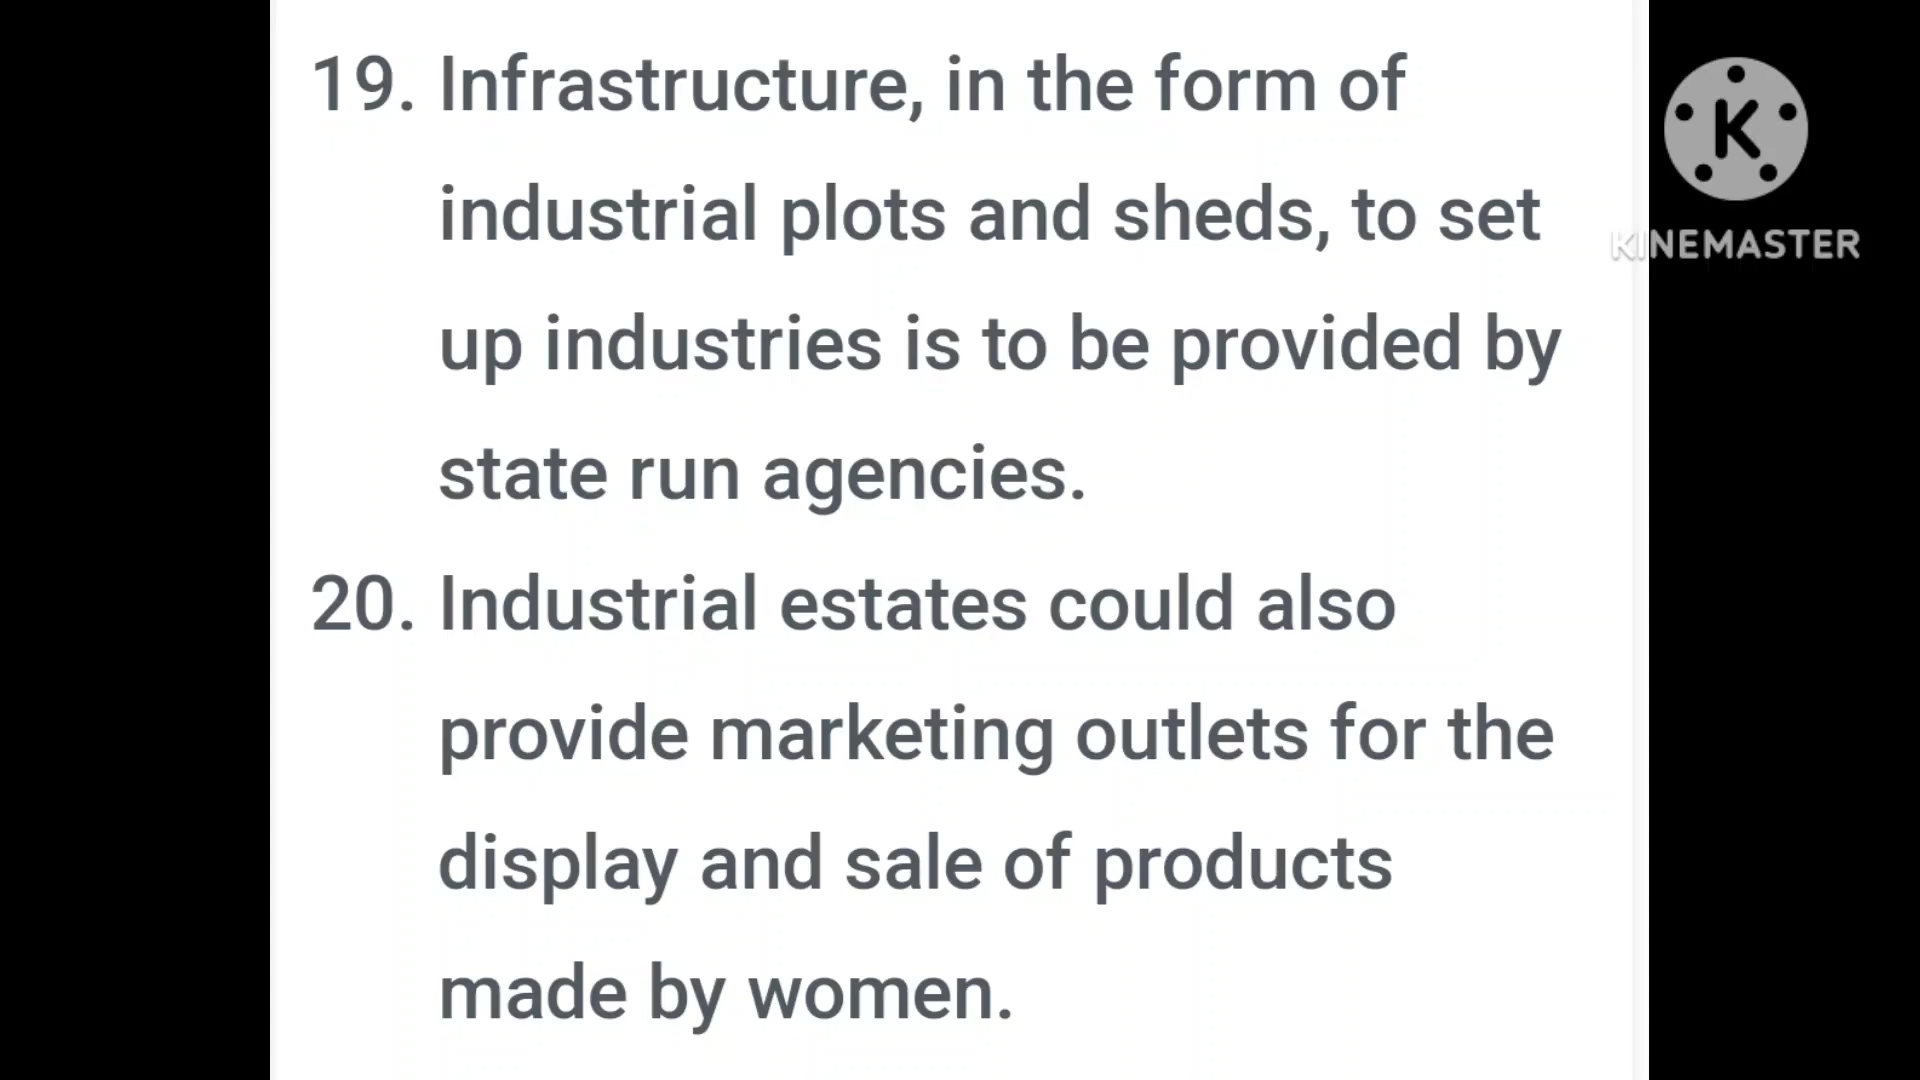 19. Infrastructure, in the form of
industrial plots and sheds, to set
up industries is to be provided by
state run agencies.
20. Industrial estates could also
provide marketing outlets for the
display and sale of products
made by women.
K
KINEMASTER